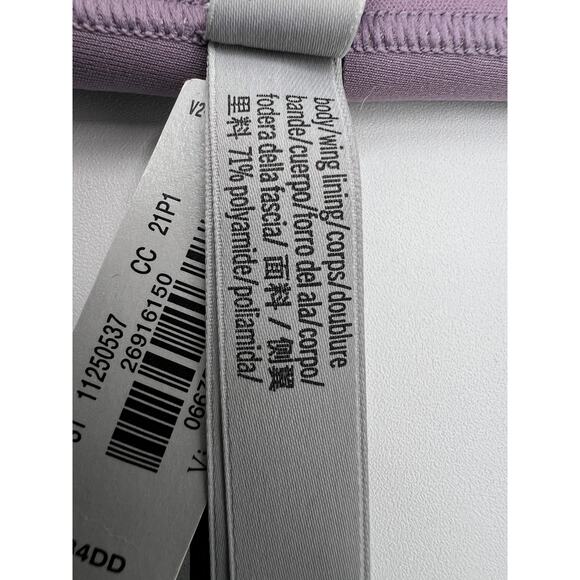 body/wing lining/corps/doublure
bande/cuerpo/forro del ala/corpo/
fodera della fascia/ 面料 / 侧翼
里料 71% polyamide/poliamida/
V2
CC 21P1
11250537
26916150
4DD